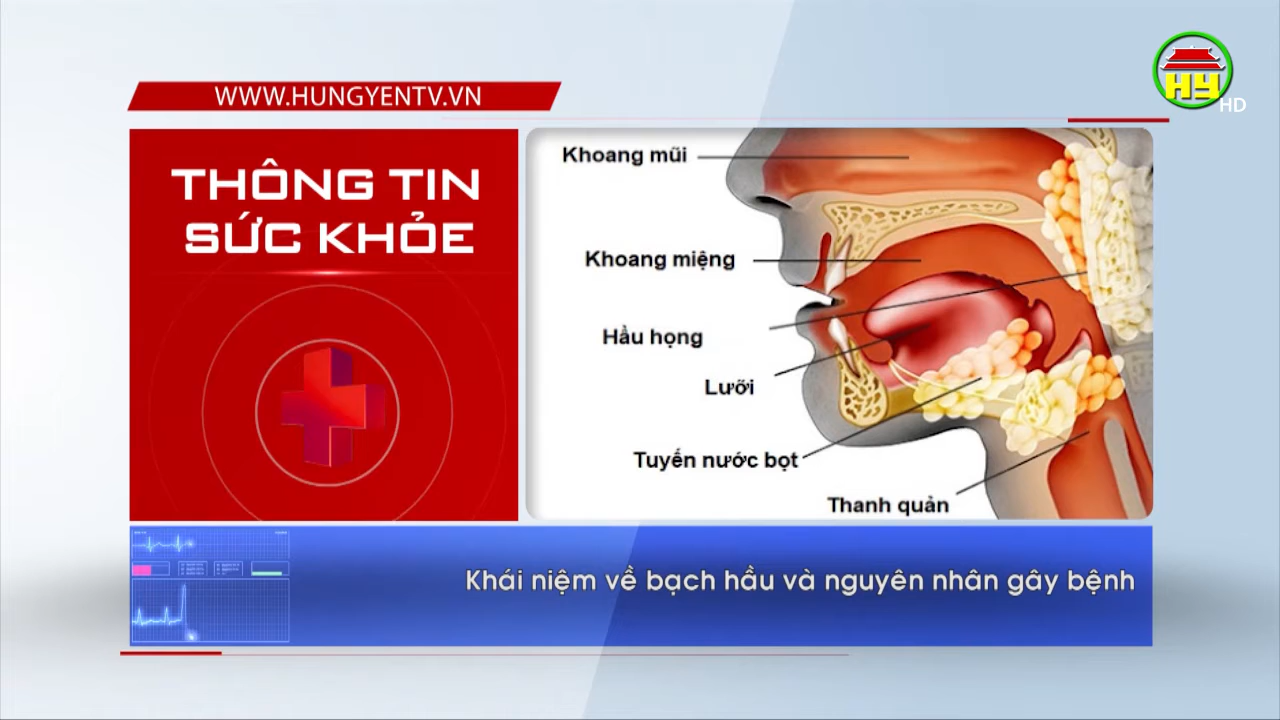 WWW.HUNGYENTV.VN
HY
HD
THÔNG TIN
SỨC KHỎE
Khoang mũi
Khoang miệng
Hầu họng
Lưỡi
Tuyến nước bọt
Thanh quản
Khái niệm về bạch hầu và nguyên nhân gây bệnh